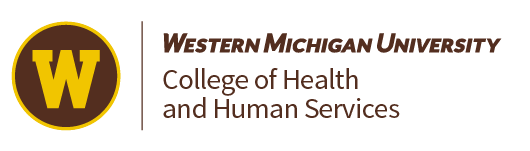 W
WESTERN MICHIGAN UNIVERSITY
College of Health
and Human Services